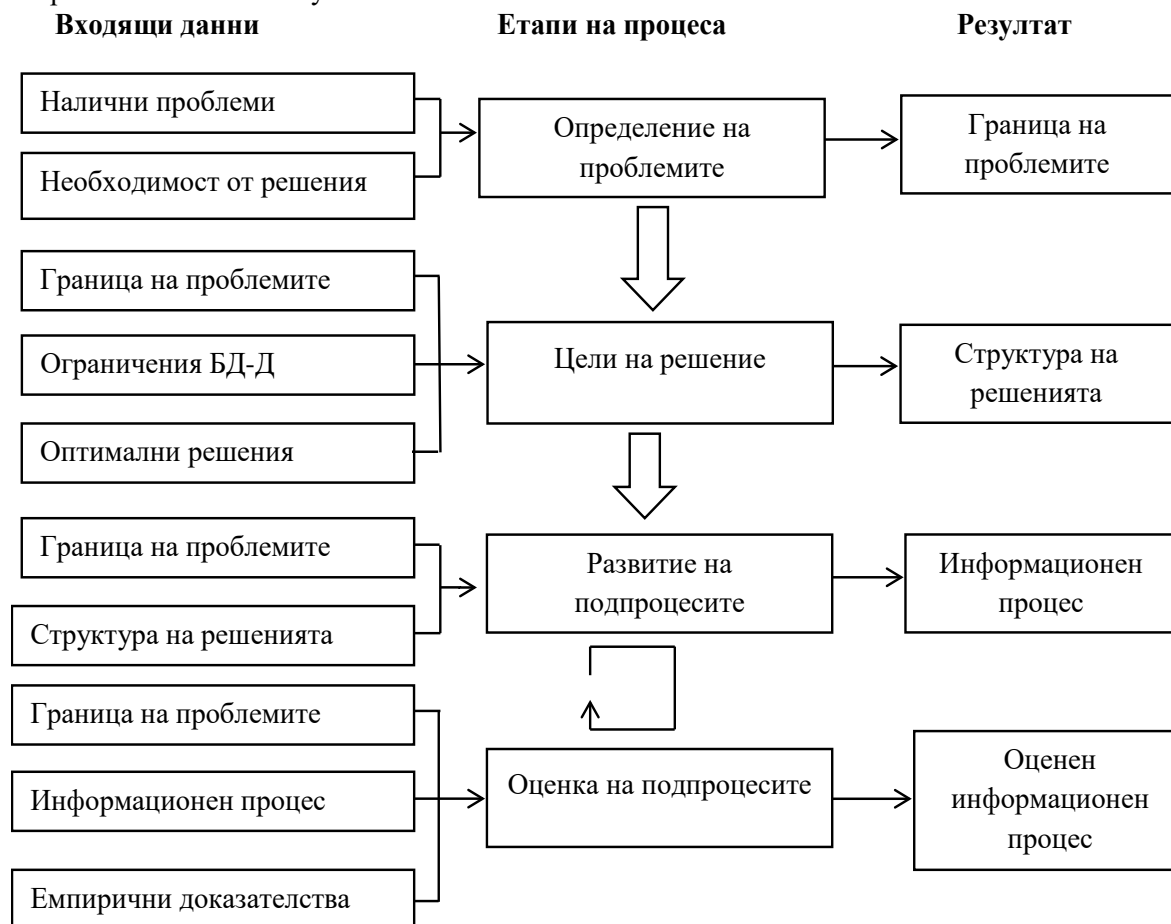 Входящи данни
Етапи на процеса
Резултат
Налични проблеми
Необходимост от решения
Определение на
проблемите
Граница на
проблемите
Граница на проблемите
Ограничения БД-Д
Оптимални решения
Цели на решение
Структура на
решенията
Граница на проблемите
Структура на решенията
Развитие на
подпроцесите
Информационен
процес
Граница на проблемите
Информационен процес
Емпирични доказателства
Оценка на подпроцесите
Оценен
информационен
процес